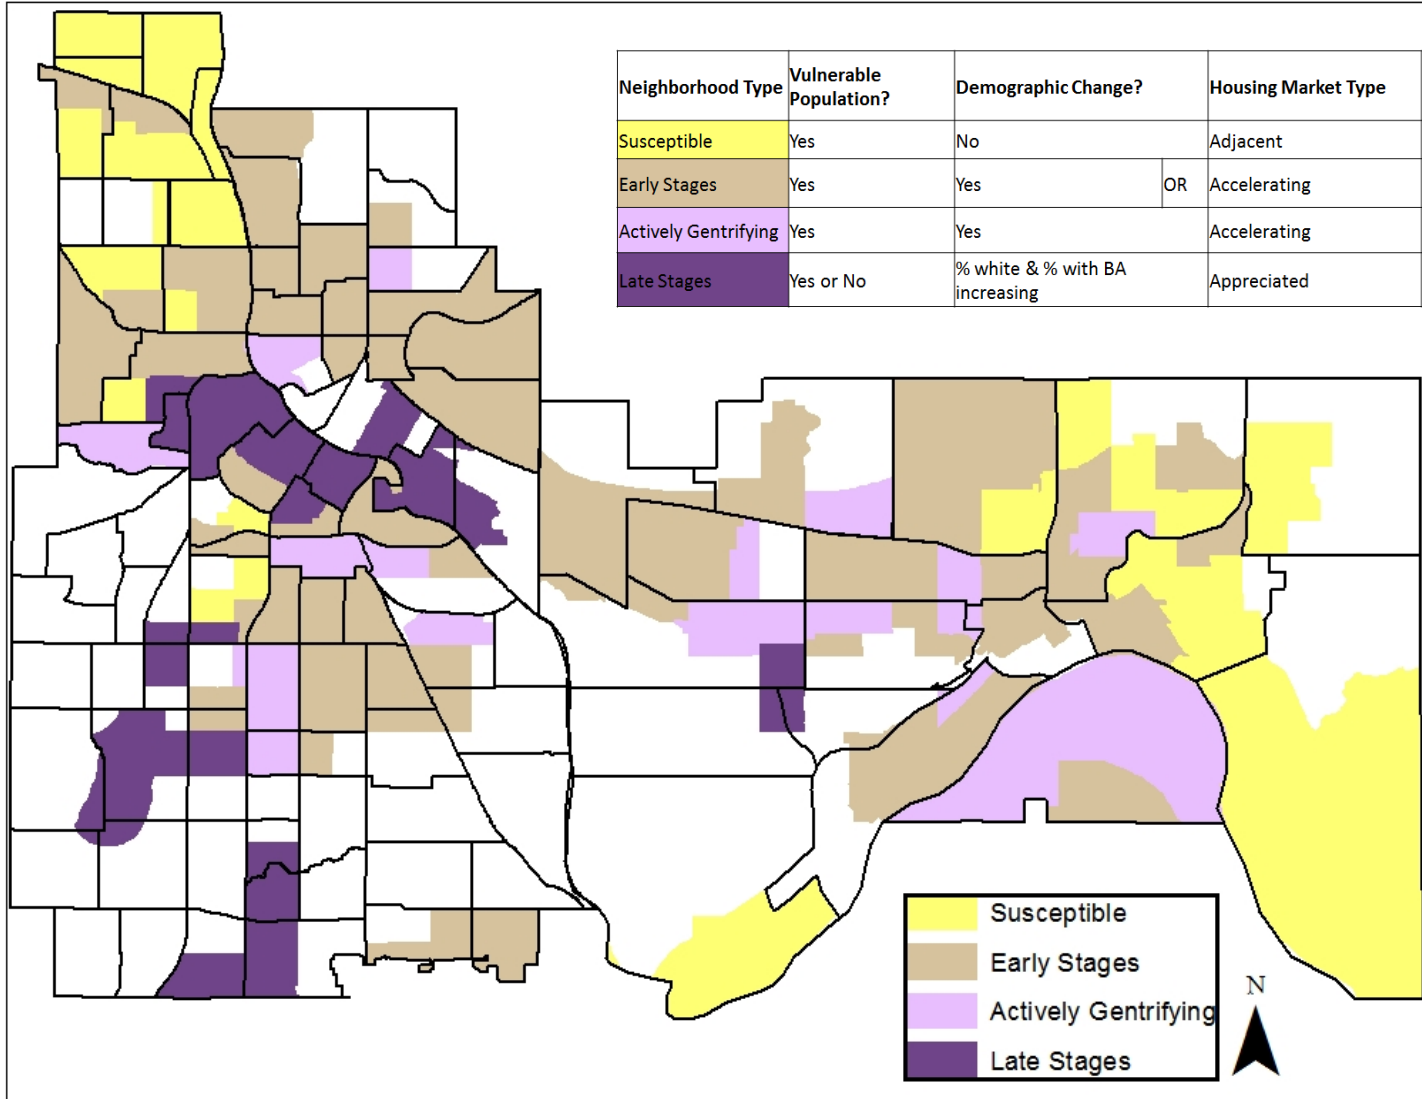 Neighborhood Type Vulnerable Population? Demographic Change? Housing Market Type
Susceptible Yes No Adjacent
Early Stages Yes Yes OR Accelerating
Actively Gentrifying Yes Yes Accelerating
Late Stages Yes or No % white & % with BA increasing Appreciated
Susceptible
Early Stages
Actively Gentrifying
Late Stages
N